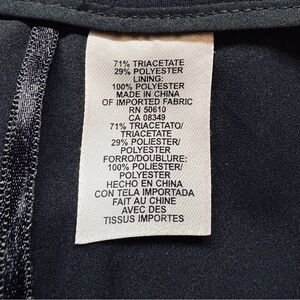 71% TRIACETATE
29% POLYESTER
LINING:
100% POLYESTER
MADE IN CHINA
OF IMPORTED FABRIC
RN 50610
CA 08349
71% TRIACETATO/
TRIACETATE
29% POLIESTER/
POLYESTER
FORRO/DOUBLURE:
100% POLIESTER/
POLYESTER
HECHO EN CHINA
CON TELA IMPORTADA
FAIT AU CHINE
AVEC DES
TISSUS IMPORTES